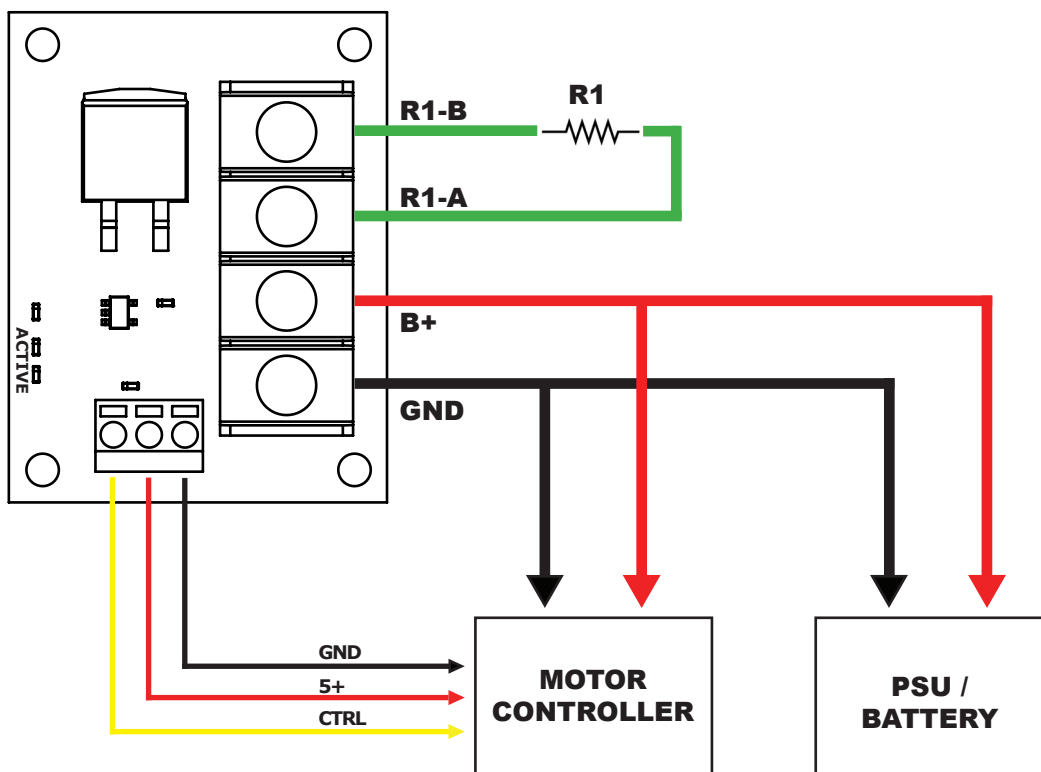 R1-B
R1
R1-A
B+
GND
ACTIVE
GND
5+
CTRL
MOTOR
CONTROLLER
PSU /
BATTERY